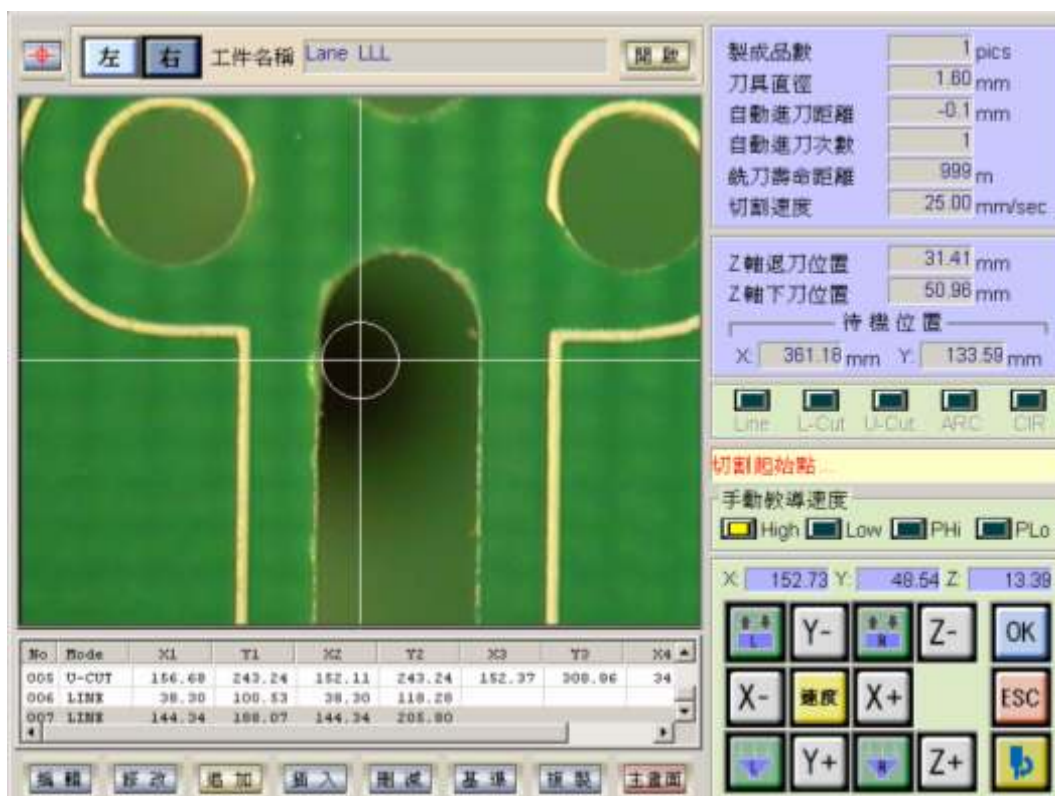 左 右 工件名稱 Lane LLL 開啟
製成品數 1 pics
刀具直徑 1.60 mm
自動進刀距離 -0.1 mm
自動進刀次數 1
銑刀壽命距離 999 m
切割速度 25.00 mm/sec
Z軸退刀位置 31.41 mm
Z軸下刀位置 50.96 mm
待機位置
X: 361.18 mm Y: 133.59 mm
Line L-Cut U-Cut ARC CIR
切割起始點...
手動教導速度
High Low PHi PLo
X: 152.73 Y: 48.54 Z: 13.39
L Y- R Z- OK
X- 速度 X+ ESC
L Y+ R Z+
No Mode X1 Y1 X2 Y2 X3 Y3 X4
005 U-CUT 156.68 243.24 152.11 243.24 152.37 308.86 34
006 LINE 38.30 100.53 38.30 118.28
007 LINE 144.34 188.07 144.34 205.80
編輯 修改 追加 插入 刪減 基準 複製 主畫面